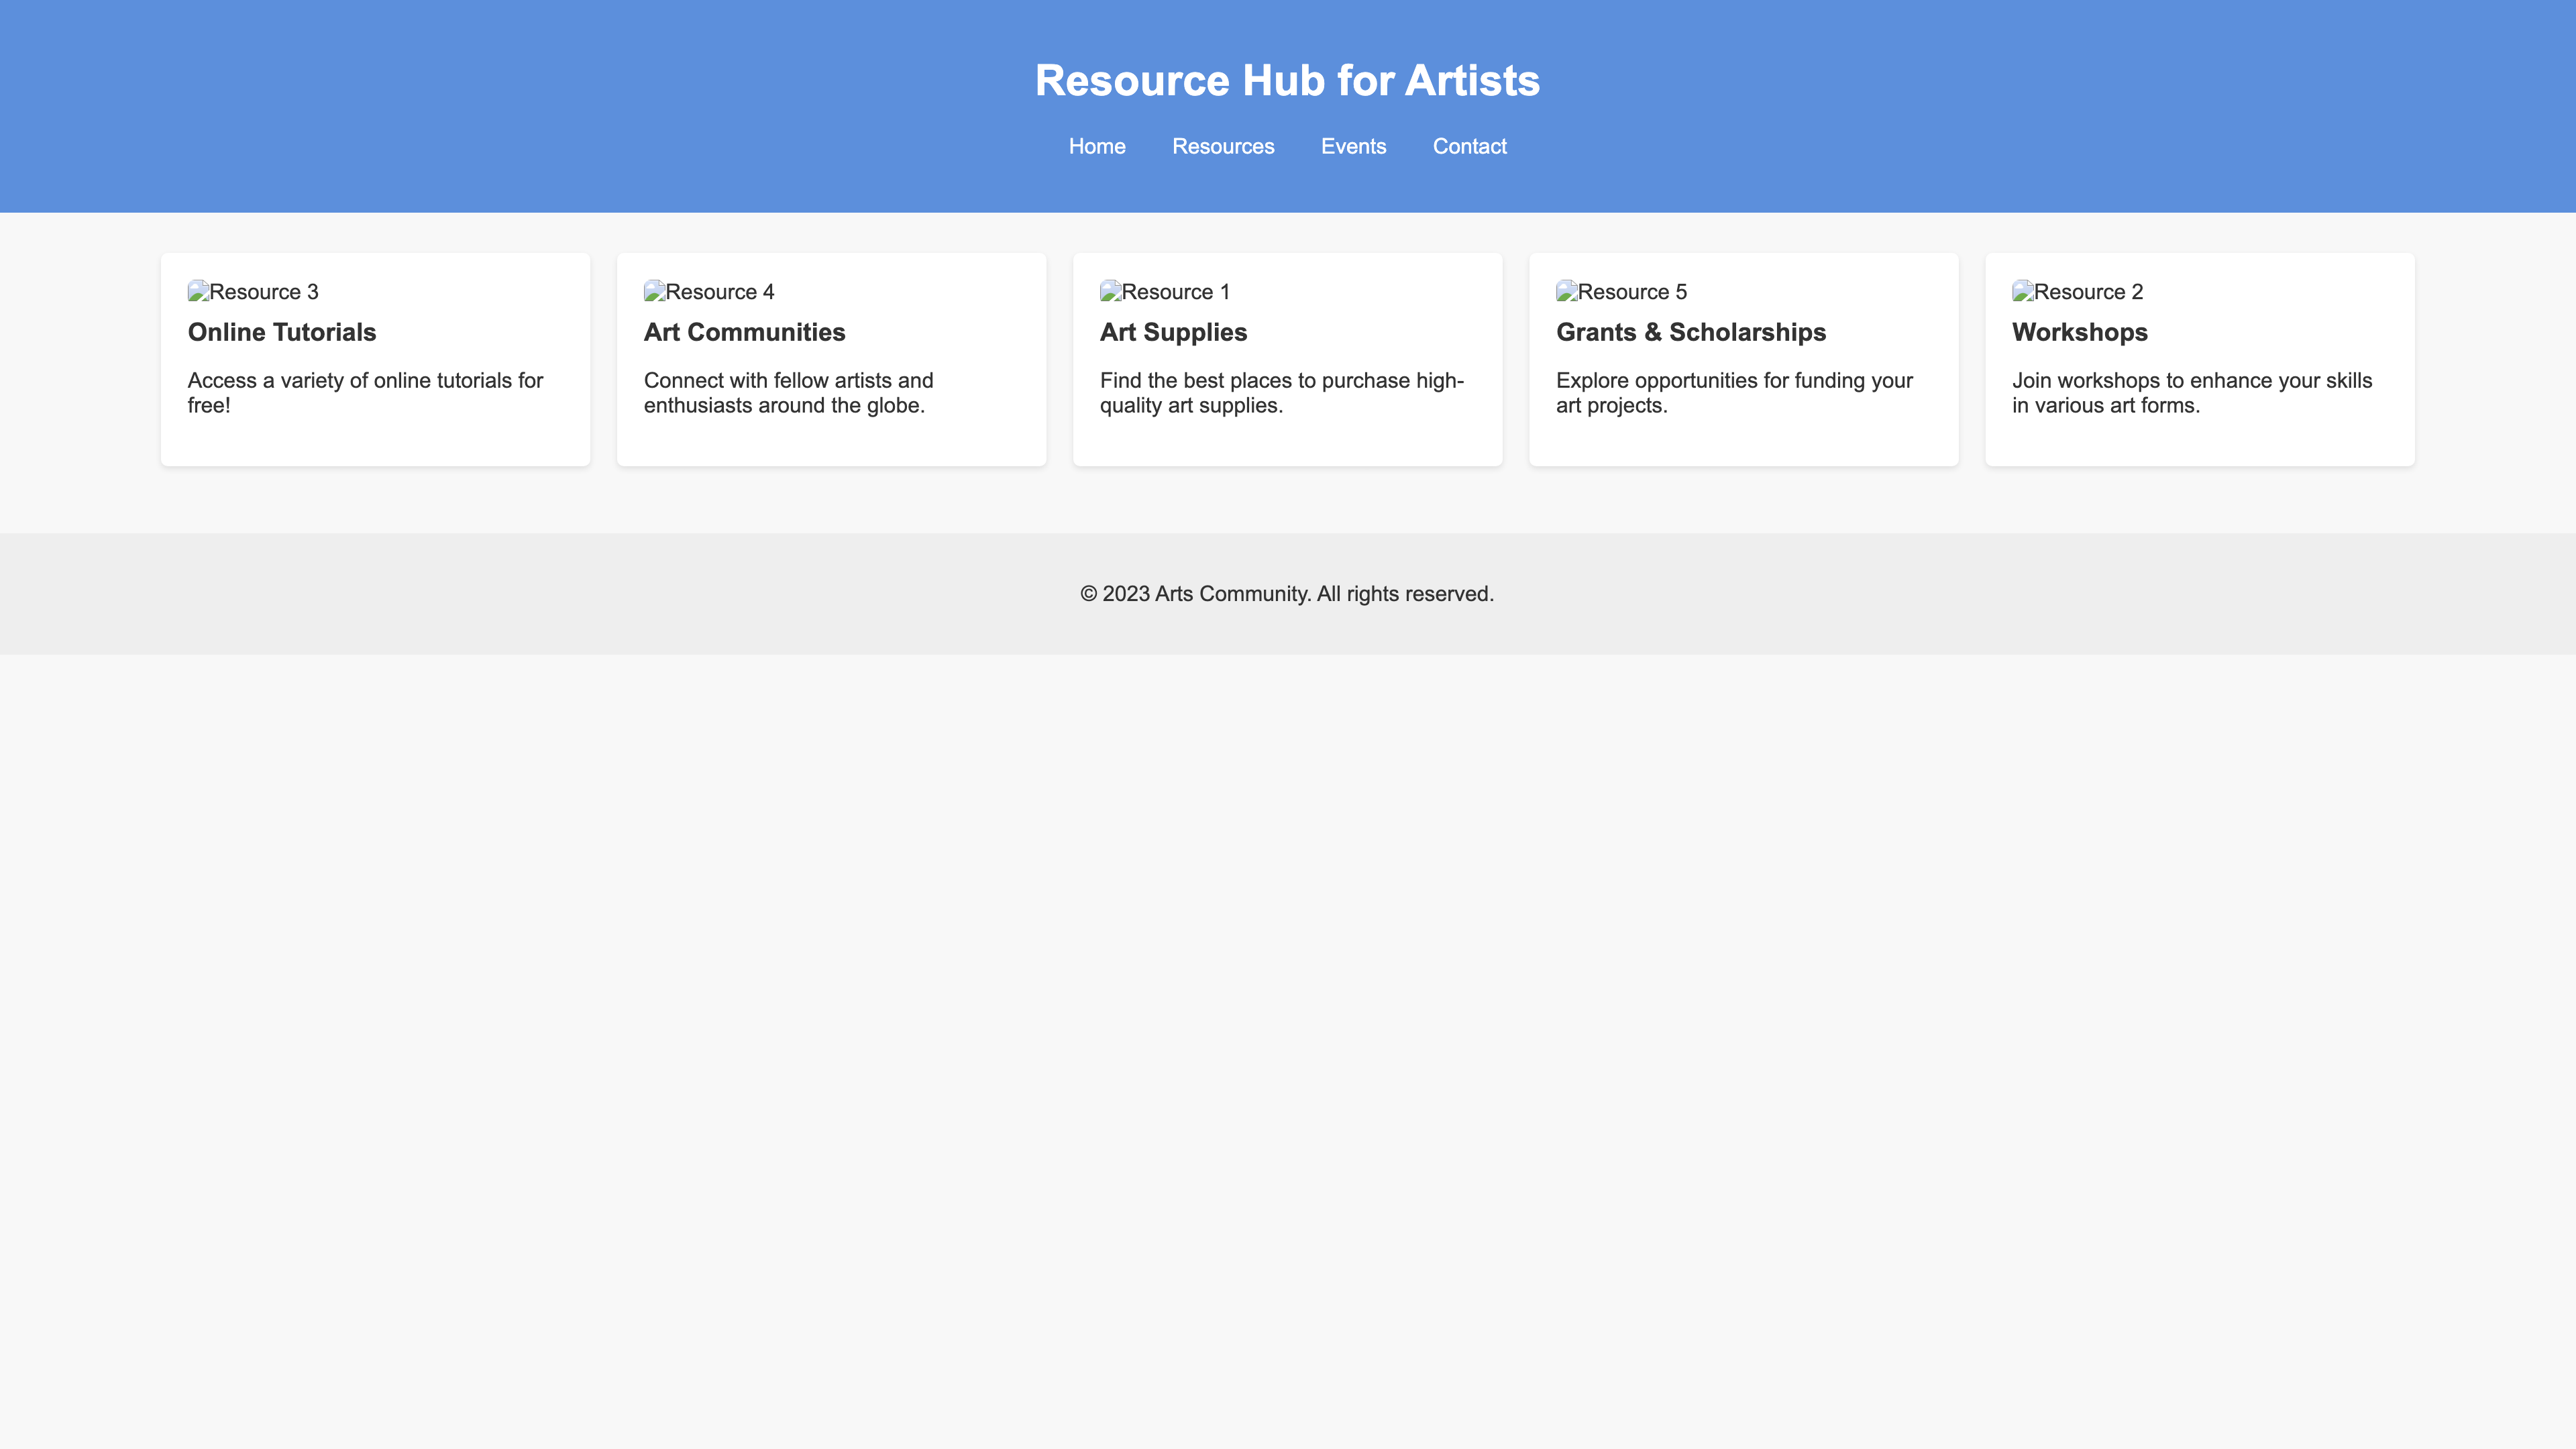 Resource Hub for Artists
Home Resources Events Contact
Resource 3
Online Tutorials
Access a variety of online tutorials for
free!
Resource 4
Art Communities
Connect with fellow artists and
enthusiasts around the globe.
Resource 1
Art Supplies
Find the best places to purchase high-
quality art supplies.
Resource 5
Grants & Scholarships
Explore opportunities for funding your
art projects.
Resource 2
Workshops
Join workshops to enhance your skills
in various art forms.
© 2023 Arts Community. All rights reserved.